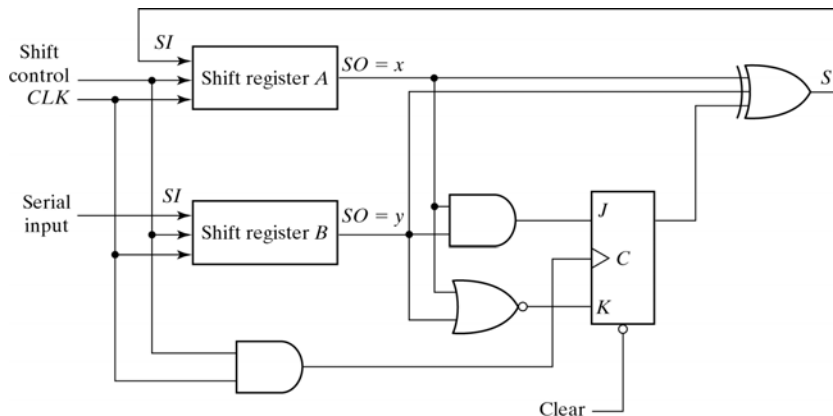 SI
Shift
control
CLK
Shift register A
SO = x
S
Serial
input
SI
Shift register B
SO = y
J
C
K
Clear